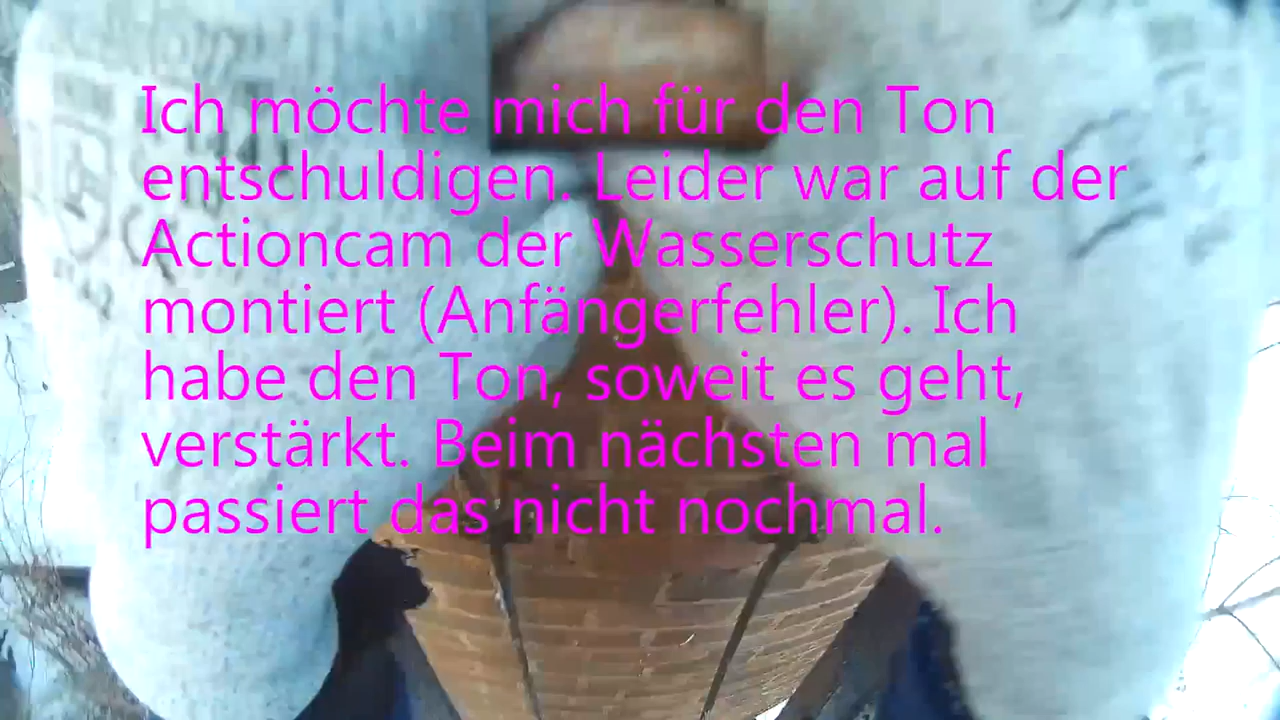 Ich möchte mich für den Ton
entschuldigen. Leider war auf der
Actioncam der Wasserschutz
montiert (Anfängerfehler). Ich
habe den Ton, soweit es geht,
verstärkt. Beim nächsten mal
passiert das nicht nochmal.